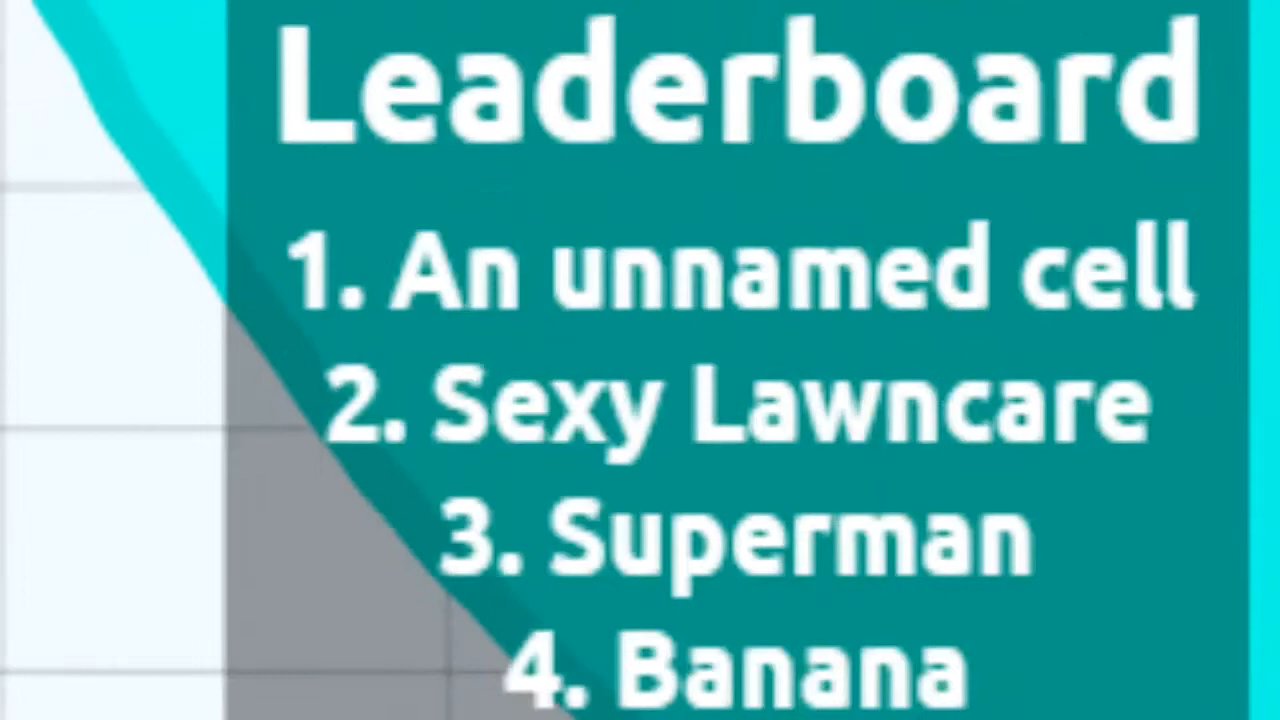 Leaderboard
1. An unnamed cell
2. Sexy Lawncare
3. Superman
4. Banana